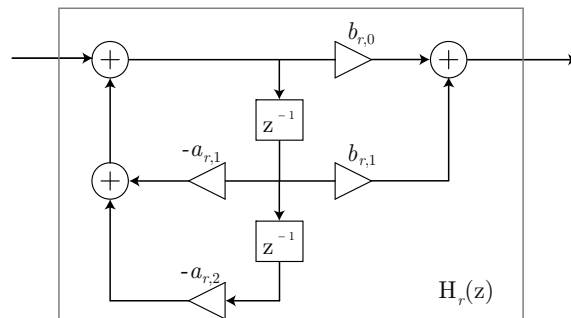 b_{r,0}
+
+
z^{-1}
-a_{r,1}
b_{r,1}
+
z^{-1}
-a_{r,2}
H_r(z)